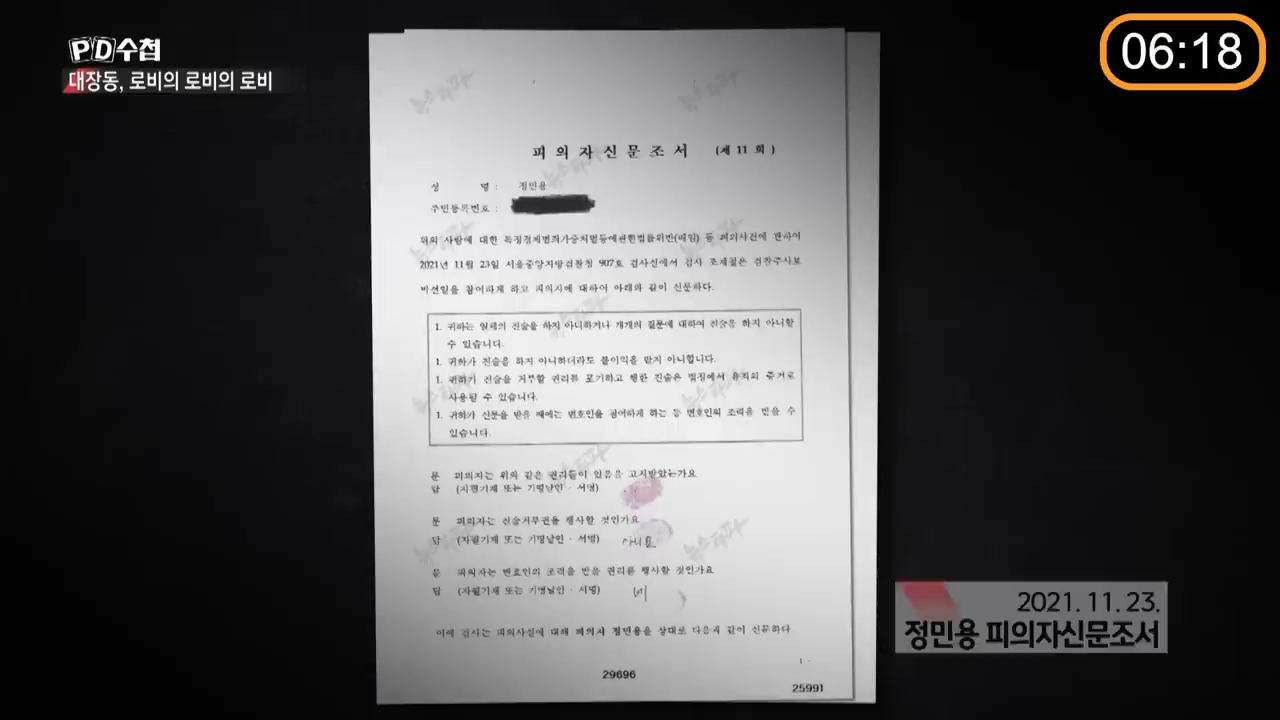 PD수첩
대장동, 로비의 로비의 로비
06:18
피의자신문조서 (제 11 회)
성 명 : 정민용
주민등록번호 :
위의 사람에 대한 특정경제범죄가중처벌등에관한법률위반(배임) 등 피의사건에 관하여
2021년 11월 23일 서울중앙지방검찰청 907호 검사실에서 검사 조재철은 검찰주사보
박선일을 참여하게 하고 피의자에 대하여 아래와 같이 신문하다.
1. 귀하는 일체의 진술을 하지 아니하거나 개개의 질문에 대하여 진술을 하지 아니할
수 있습니다.
1. 귀하가 진술을 하지 아니하더라도 불이익을 받지 아니합니다.
1. 귀하가 진술을 거부할 권리를 포기하고 행한 진술은 법정에서 유죄의 증거로
사용될 수 있습니다.
1. 귀하가 신문을 받을 때에는 변호인을 참여하게 하는 등 변호인의 조력을 받을 수
있습니다.
문 피의자는 위와 같은 권리들이 있음을 고지받았는가요
답 (자필기재 또는 기명날인 · 서명)
문 피의자는 진술거부권을 행사할 것인가요
답 (자필기재 또는 기명날인 · 서명) 아니요
문 피의자는 변호인의 조력을 받을 권리를 행사할 것인가요
답 (자필기재 또는 기명날인 · 서명) 네
이에 검사는 피의사실에 대해 피의자 정민용을 상대로 다음과 같이 신문하다.
1
29696
25991
2021. 11. 23.
정민용 피의자신문조서
뉴스타파